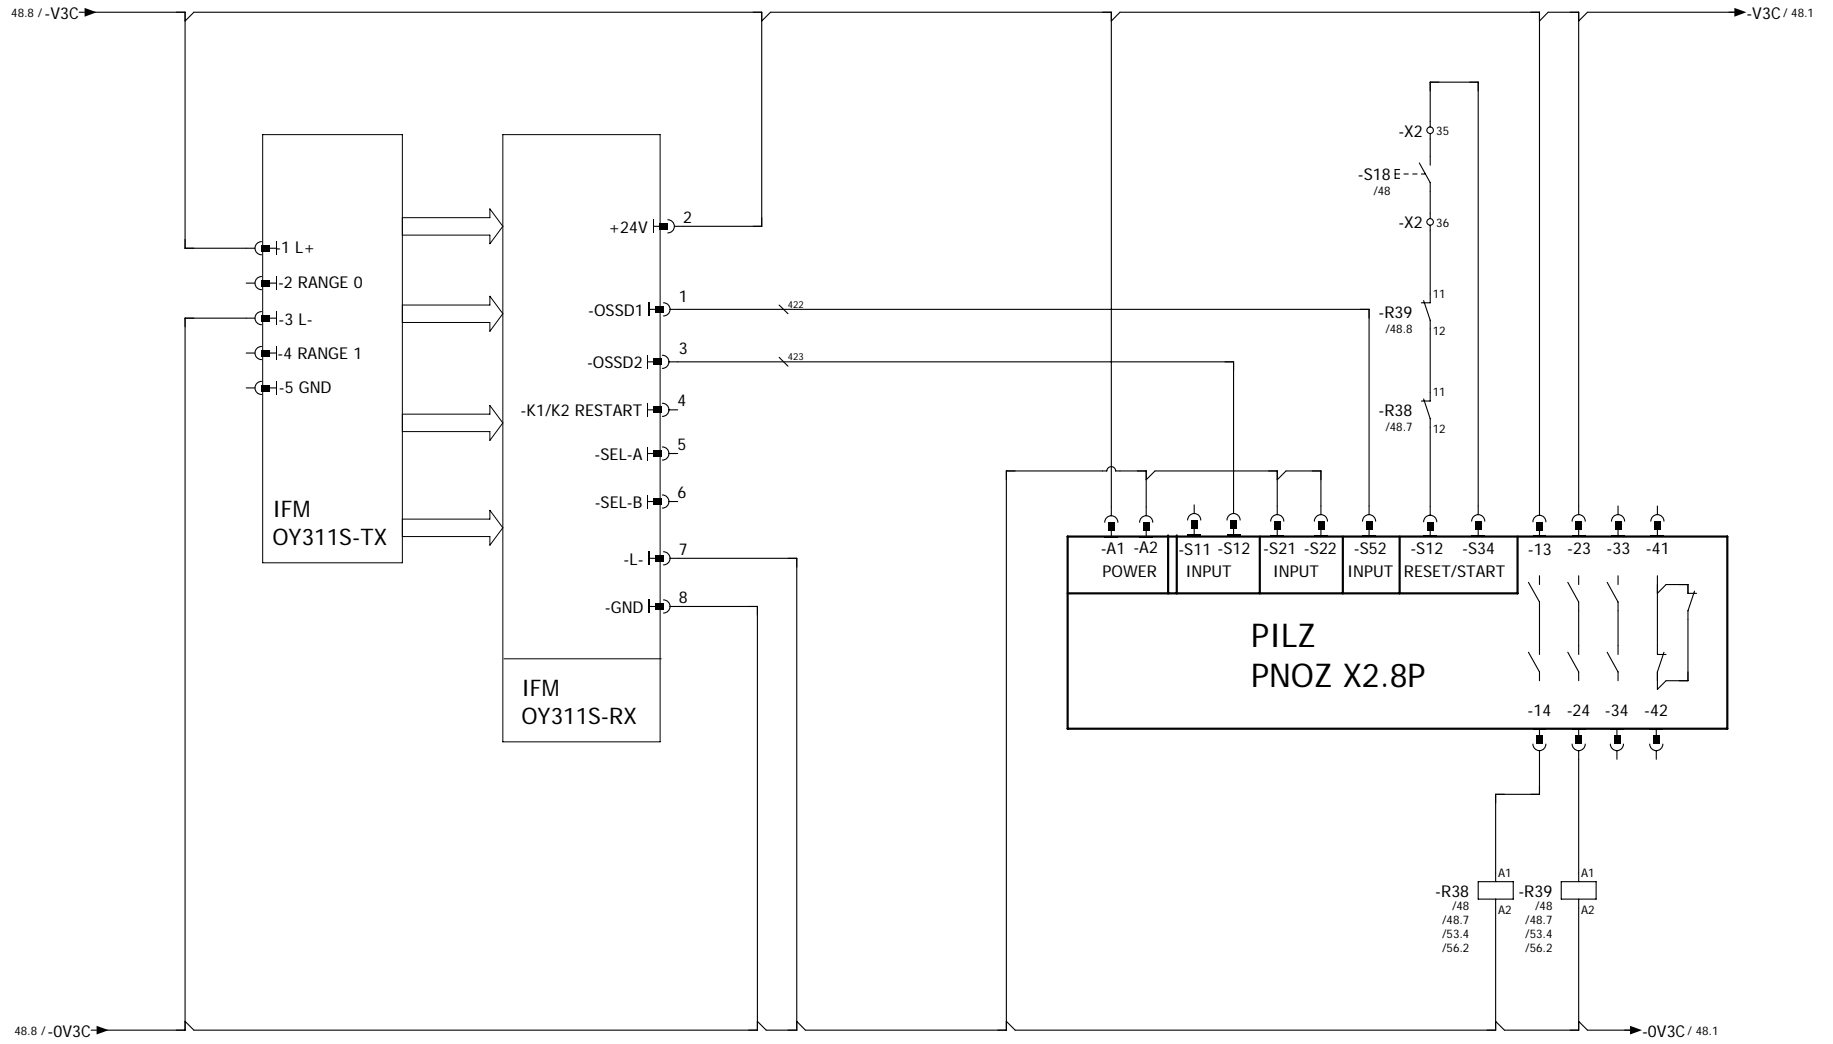 48.8 / -V3C
-V3C / 48.1
-X2 35
-S18 E
/48
-X2 36
+24V 2
-1 L+
-2 RANGE 0
-3 L-
-4 RANGE 1
-5 GND
-OSSD1 1
422
-R39
/48.8
11
12
-OSSD2 3
423
-K1/K2 RESTART 4
-R38
/48.7
11
12
-SEL-A 5
-SEL-B 6
IFM
OY311S-TX
-L- 7
-GND 8
-A1 -A2 -S11 -S12 -S21 -S22 -S52 -S12 -S34 -13 -23 -33 -41
POWER INPUT INPUT INPUT RESET/START
PILZ
PNOZ X2.8P
IFM
OY311S-RX
-14 -24 -34 -42
-R38
/48
/48.7
/53.4
/56.2
A1
A2
-R39
/48
/48.7
/53.4
/56.2
A1
A2
48.8 / -0V3C
-0V3C / 48.1